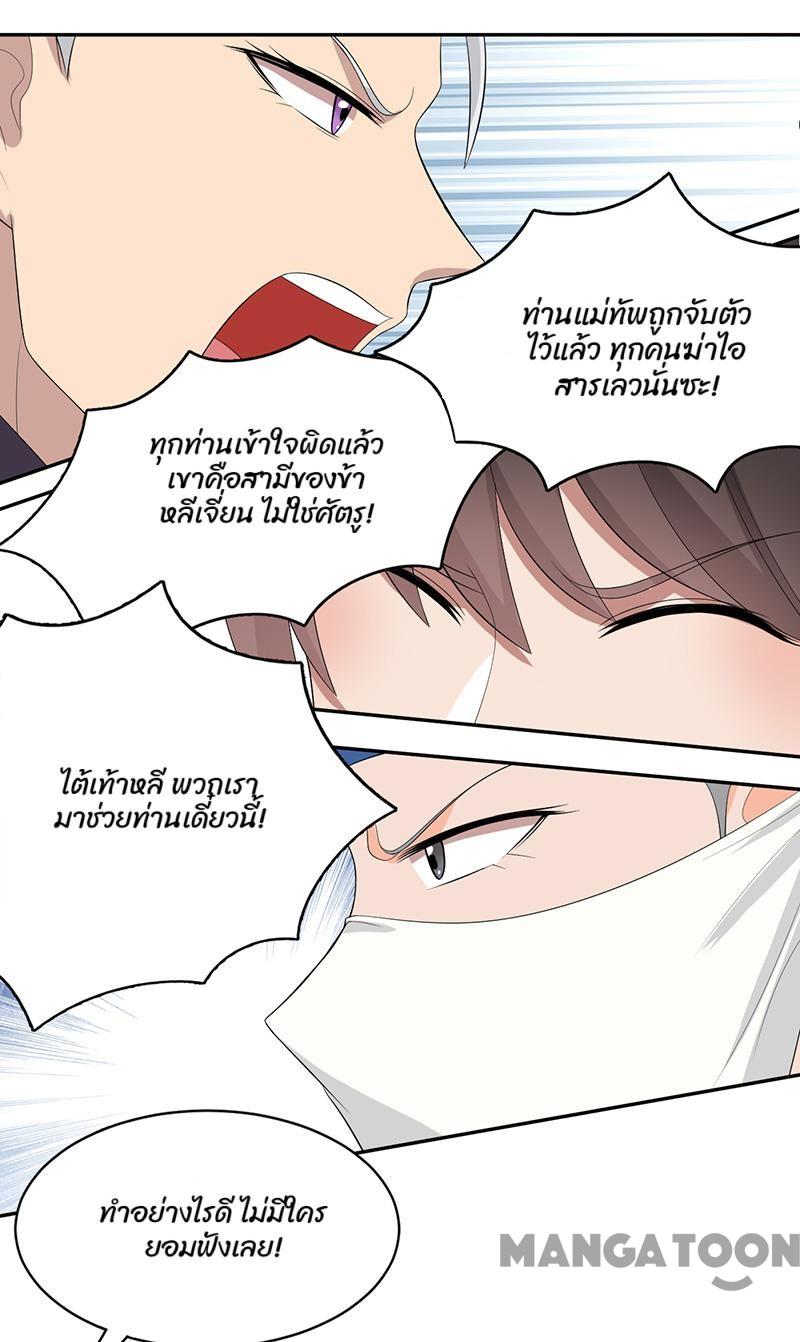 ท่านแม่ทัพถูกจับตัว
ไว้แล้ว ทุกคนฆ่าไอ
สารเลวนั่นซะ!
ทุกท่านเข้าใจผิดแล้ว
เขาคือสามีของข้า
หลีเจี่ยน ไม่ใช่ศัตรู!
ไต้เท้าหลี พวกเรา
มาช่วยท่านเดี๋ยวนี้!
ทำอย่างไรดี ไม่มีใคร
ยอมฟังเลย!
MANGATOON